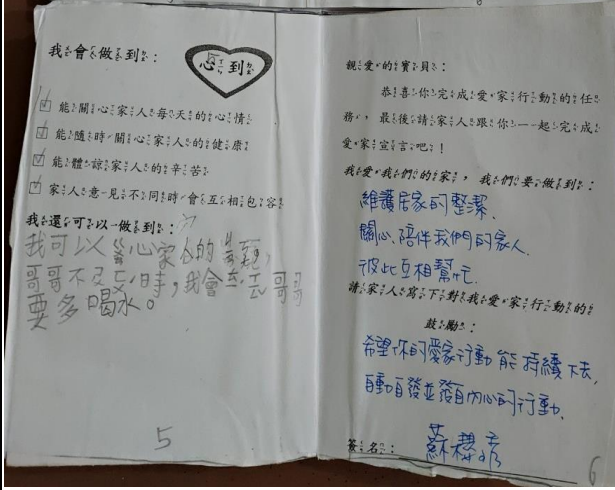 我會做到：
心到
能關心家人每天的心情
能隨時關心家人的健康
能體諒家人的辛苦
家人意見不同時會互相包容
我還可以做到：
我可以 心家人的
哥哥不 時，我會 哥哥
要多喝水。
5
親愛的寶貝：
恭喜你完成愛家行動的任
務，最後請家人跟你一一起完成
愛家宣言吧！
我愛我們的家，我們要做到：
維護居家的整潔.
關心、陪伴我們的家人.
彼此互相幫忙.
請家人寫下對我愛家行動的
鼓勵：
希望你的愛家行動能持續下去,
自動自發並發自內心的行動.
簽名：蘇
6